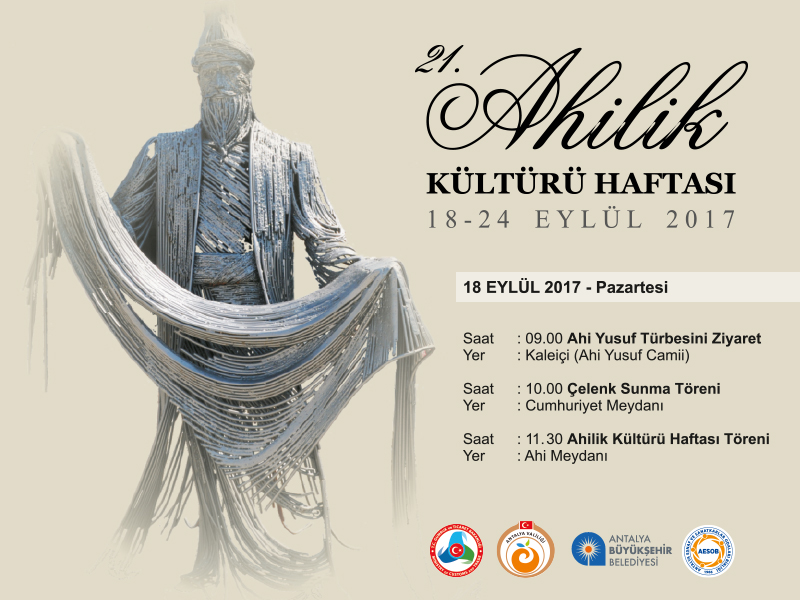 21.
Ahilik
KÜLTÜRÜ HAFTASI
18-24 EYLÜL 2017
18 EYLÜL 2017 - Pazartesi
Saat : 09.00 Ahi Yusuf Türbesini Ziyaret
Yer : Kaleiçi (Ahi Yusuf Camii)
Saat : 10.00 Çelenk Sunma Töreni
Yer : Cumhuriyet Meydanı
Saat : 11.30 Ahilik Kültürü Haftası Töreni
Yer : Ahi Meydanı
ANTALYA VALİLİĞİ
ANTALYA
BÜYÜKŞEHİR
BELEDİYESİ
AESOB